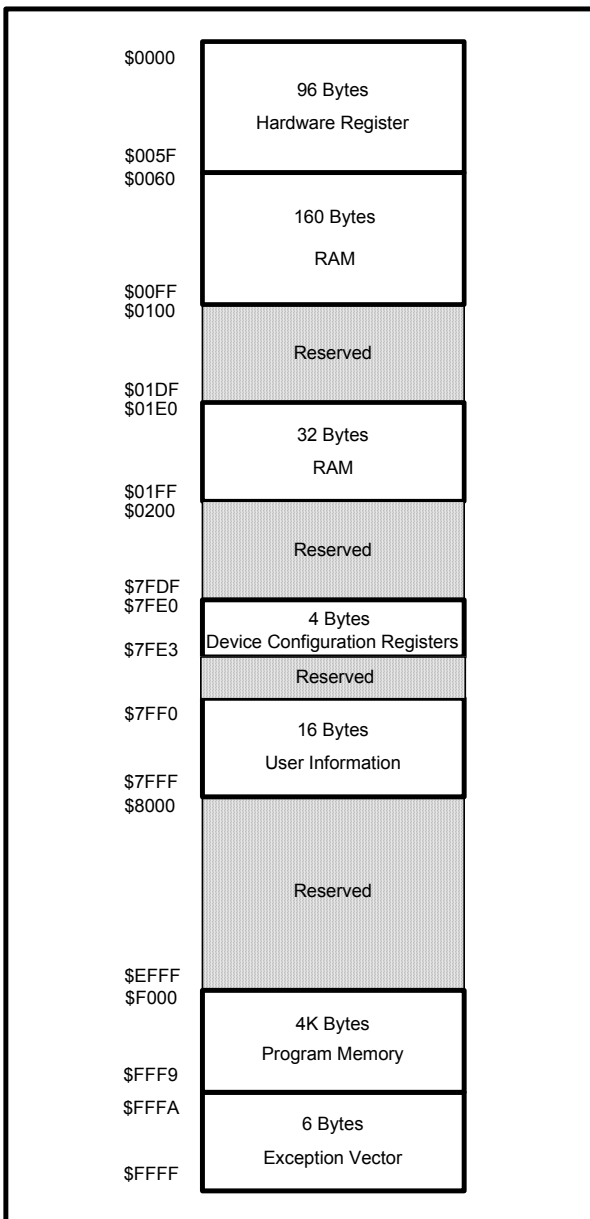 $0000
96 Bytes
Hardware Register
$005F
$0060
160 Bytes
RAM
$00FF
$0100
Reserved
$01DF
$01E0
32 Bytes
RAM
$01FF
$0200
Reserved
$7FDF
$7FE0
4 Bytes
Device Configuration Registers
$7FE3
Reserved
$7FF0
16 Bytes
User Information
$7FFF
$8000
Reserved
$EFFF
$F000
4K Bytes
Program Memory
$FFF9
$FFFA
6 Bytes
Exception Vector
$FFFF